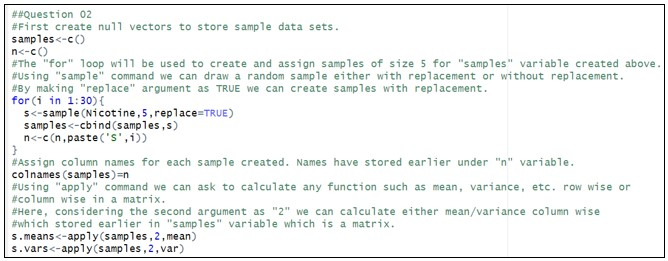 ##Question 02
#First create null vectors to store sample data sets.
samples<-c()
n<-c()
#The "for" loop will be used to create and assign samples of size 5 for "samples" variable created above.
#Using "sample" command we can draw a random sample either with replacement or without replacement.
#By making "replace" argument as TRUE we can create samples with replacement.
for(i in 1:30){
  s<-sample(Nicotine,5,replace=TRUE)
  samples<-cbind(samples,s)
  n<-c(n,paste('S',i))
}
#Assign column names for each sample created. Names have stored earlier under "n" variable.
colnames(samples)=n
#Using "apply" command we can ask to calculate any function such as mean, variance, etc. row wise or
#column wise in a matrix.
#Here, considering the second argument as "2" we can calculate either mean/variance column wise
#which stored earlier in "samples" variable which is a matrix.
s.means<-apply(samples,2,mean)
s.vars<-apply(samples,2,var)